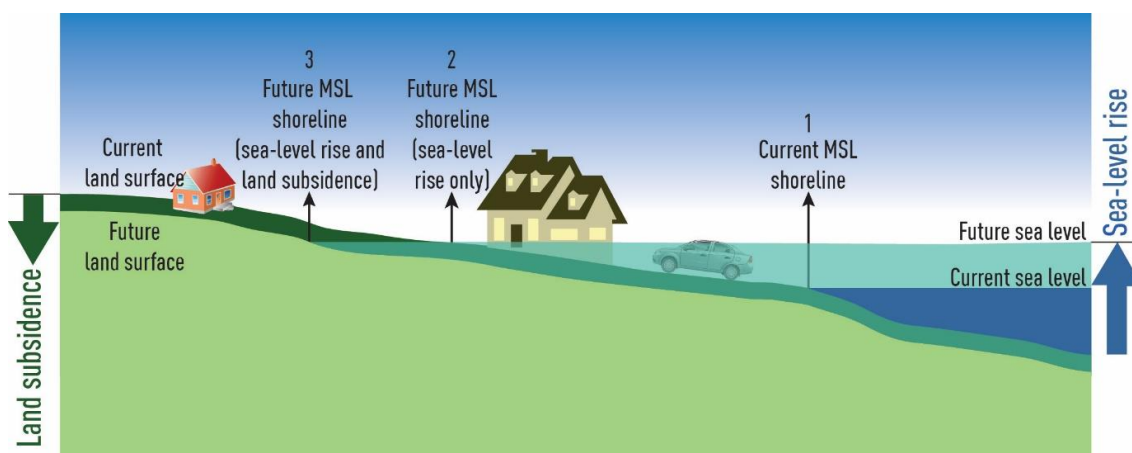 3
Future MSL
shoreline
(sea-level rise and
land subsidence)
2
Future MSL
shoreline
(sea-level
rise only)
1
Current MSL
shoreline
Current
land surface
Future
land surface
Land subsidence
Future sea level
Current sea level
Sea-level rise